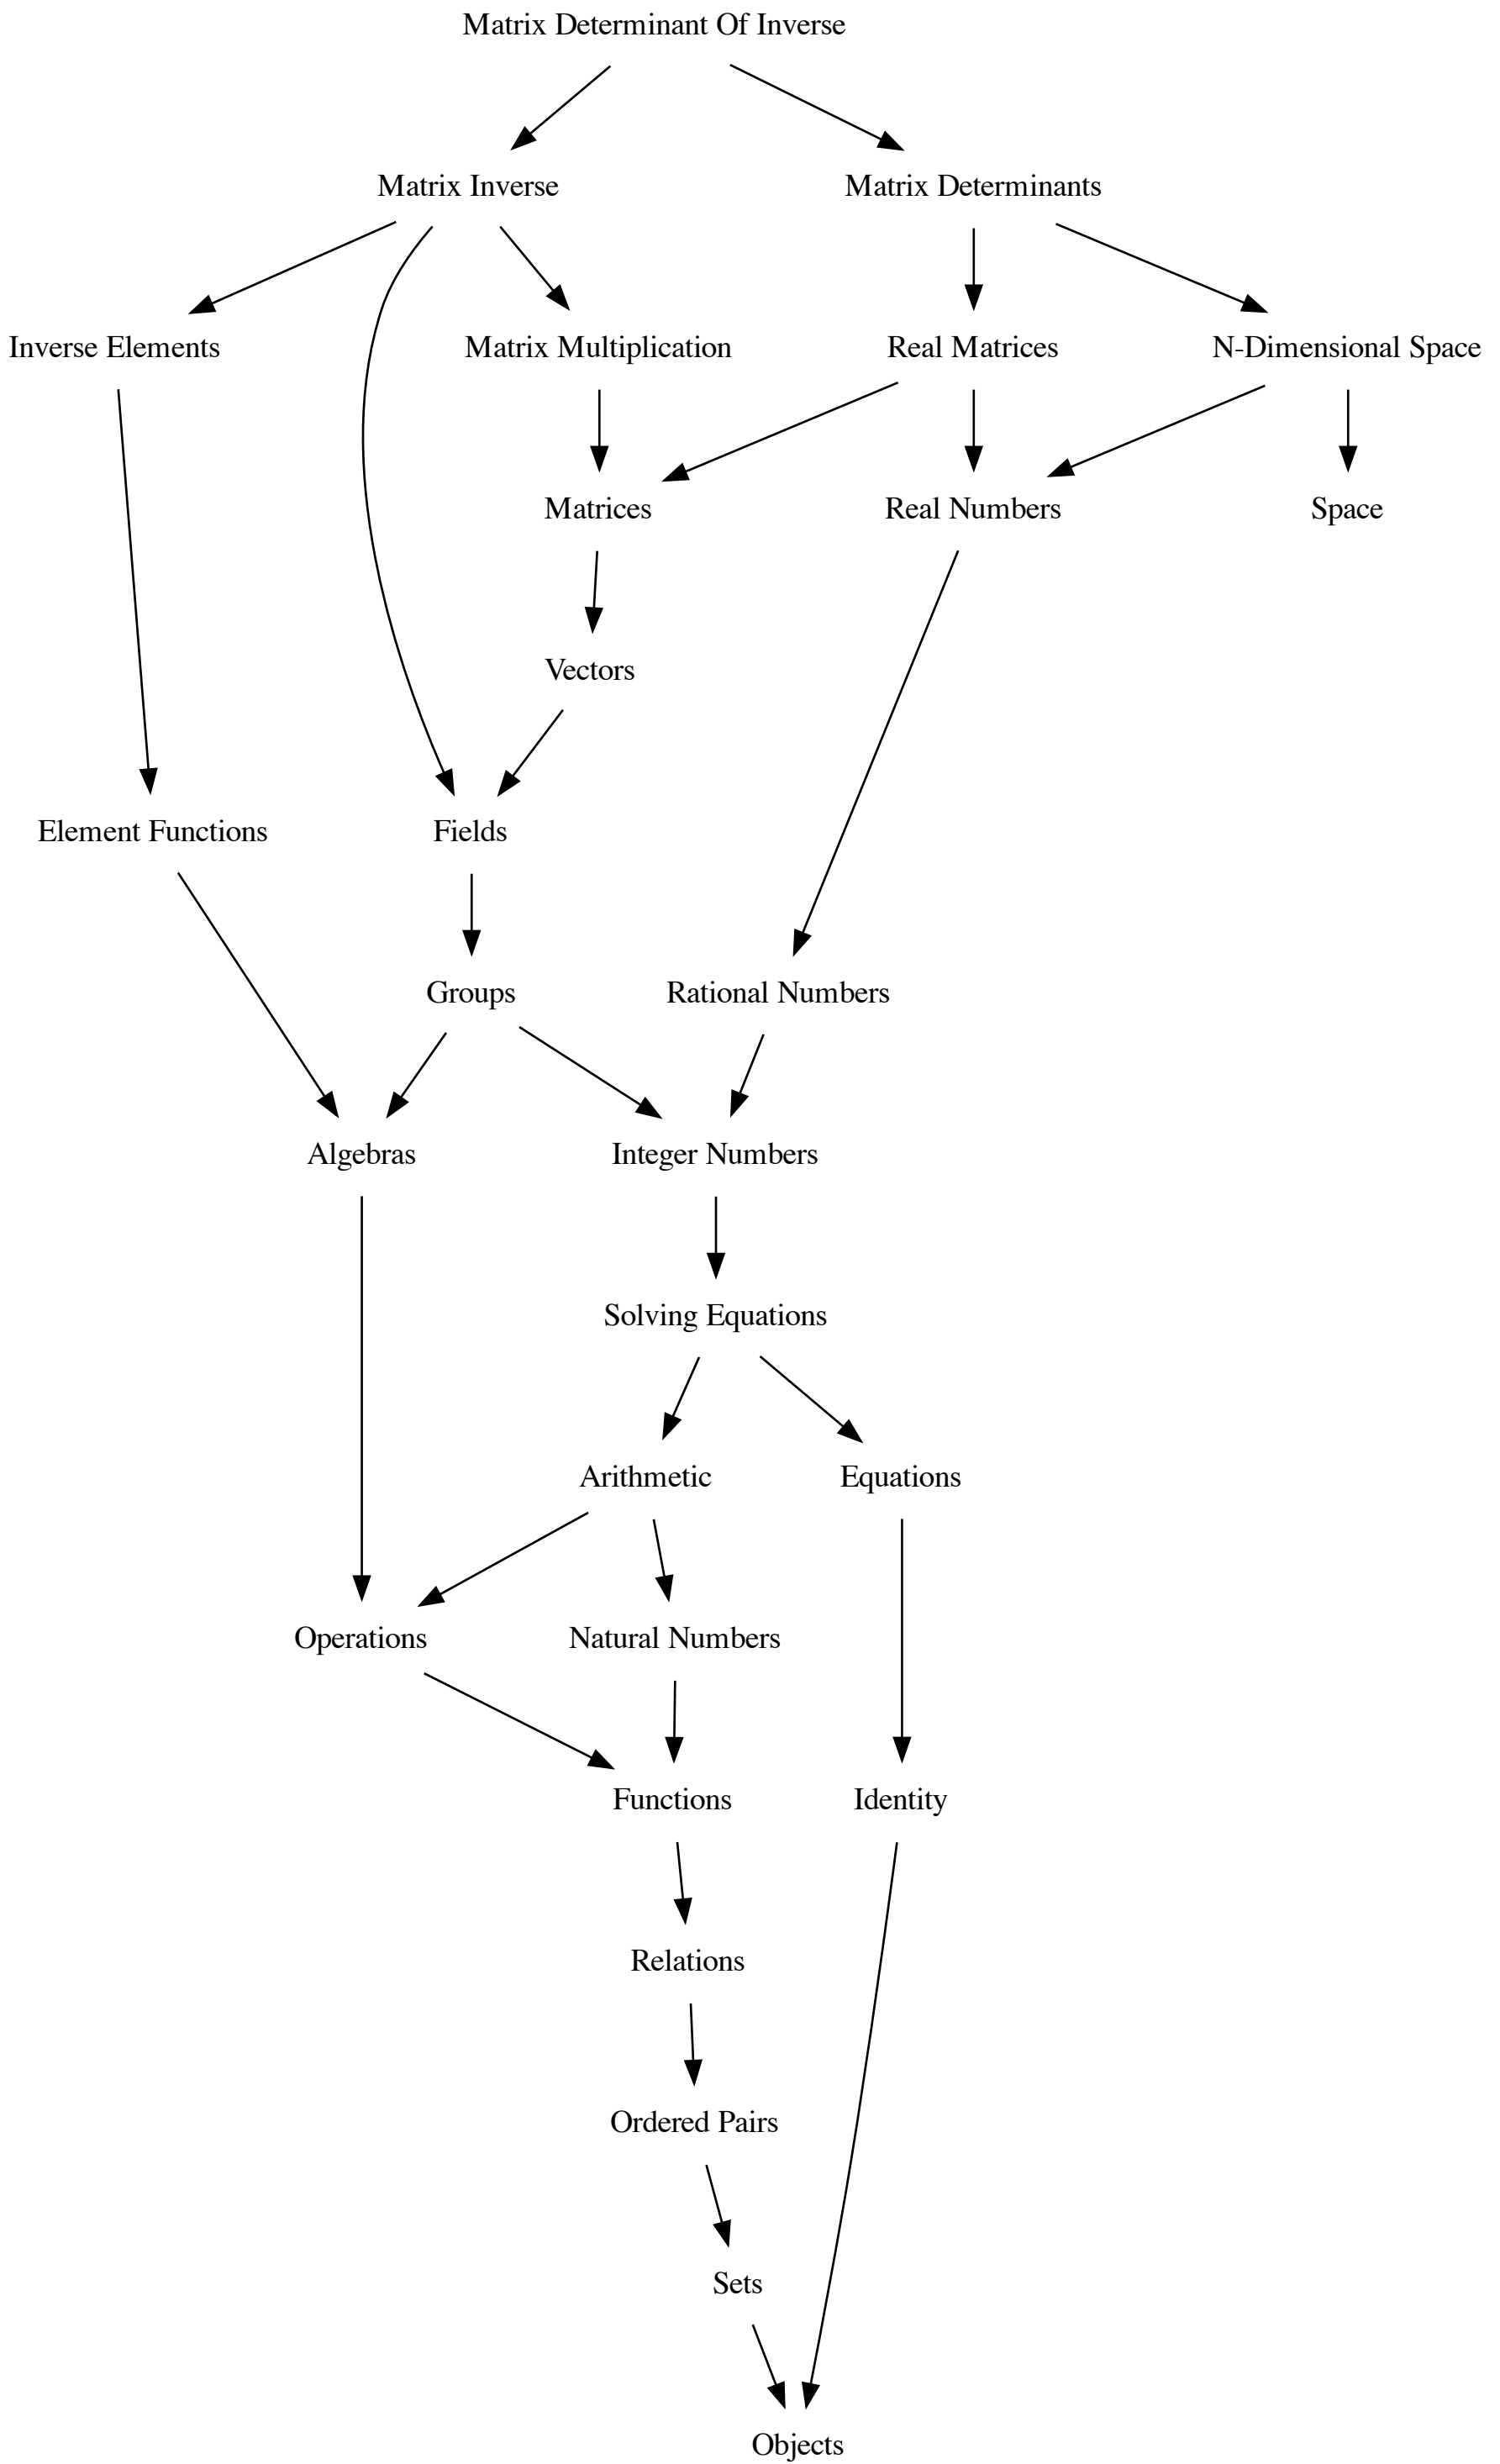 Matrix Determinant Of Inverse
Matrix Inverse
Matrix Determinants
Inverse Elements
Matrix Multiplication
Real Matrices
N-Dimensional Space
Matrices
Real Numbers
Space
Vectors
Element Functions
Fields
Groups
Rational Numbers
Algebras
Integer Numbers
Solving Equations
Arithmetic
Equations
Operations
Natural Numbers
Functions
Identity
Relations
Ordered Pairs
Sets
Objects